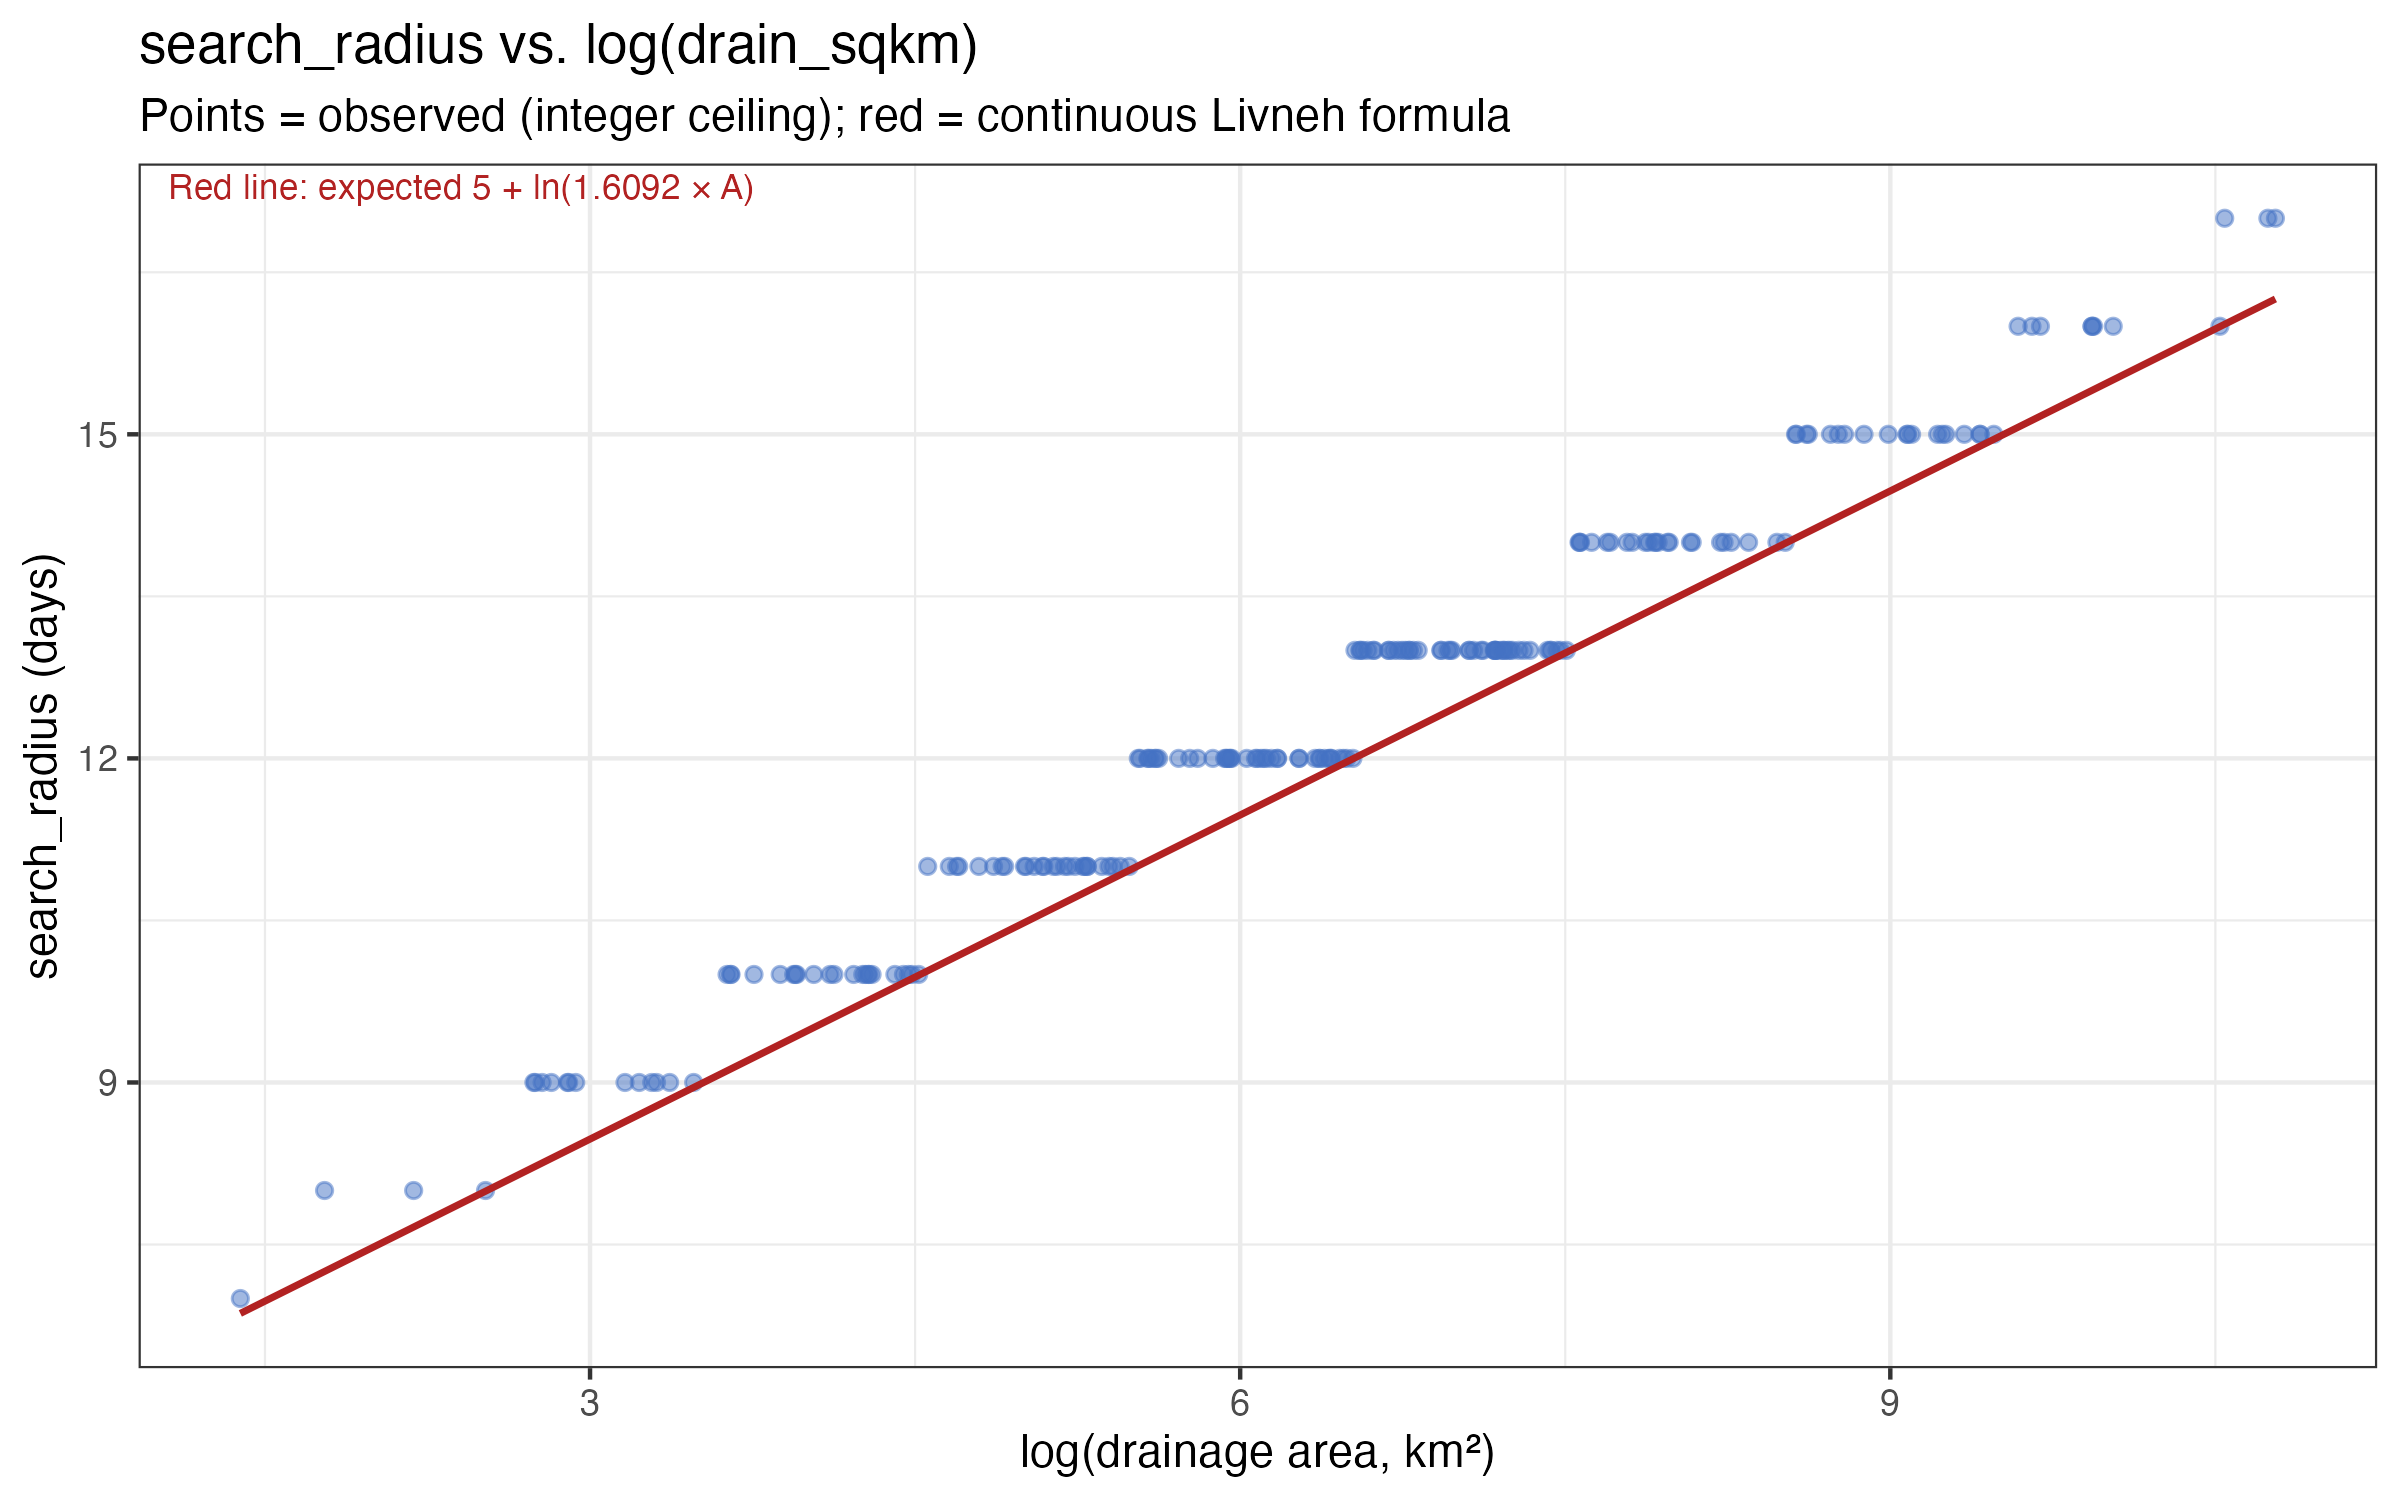 search_radius vs. log(drain_sqkm)
Points = observed (integer ceiling); red = continuous Livneh formula
Red line: expected 5 + ln(1.6092 × A)
search_radius (days)
15
12
9
3
6
9
log(drainage area, km²)